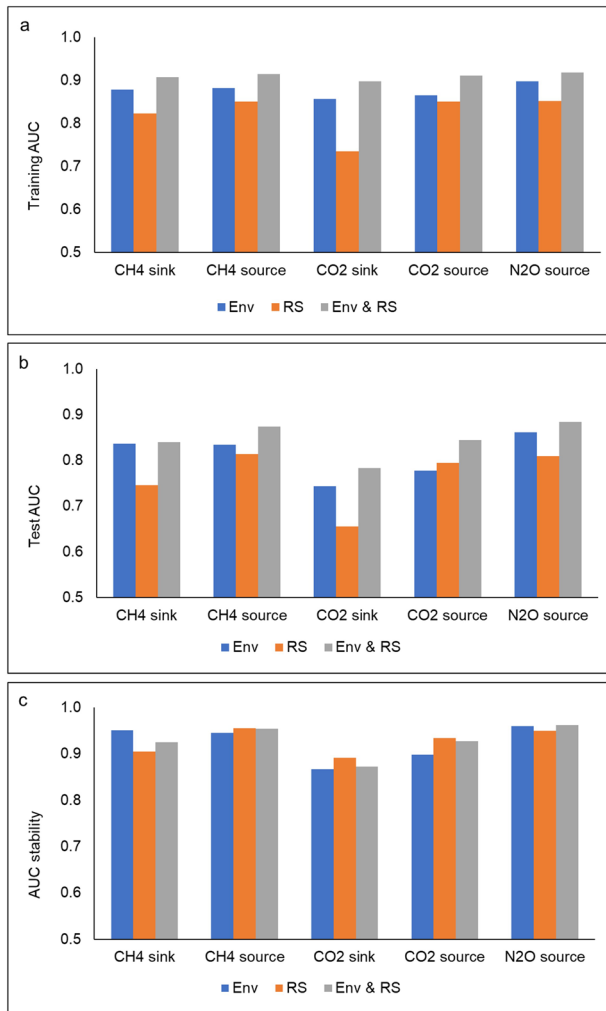 a
1.0
0.9
0.8
0.7
0.6
0.5
Training AUC
CH4 sink CH4 source CO2 sink CO2 source N2O source
Env RS Env & RS
b
1.0
0.9
0.8
0.7
0.6
0.5
Test AUC
CH4 sink CH4 source CO2 sink CO2 source N2O source
Env RS Env & RS
c
1.0
0.9
0.8
0.7
0.6
0.5
AUC stability
CH4 sink CH4 source CO2 sink CO2 source N2O source
Env RS Env & RS